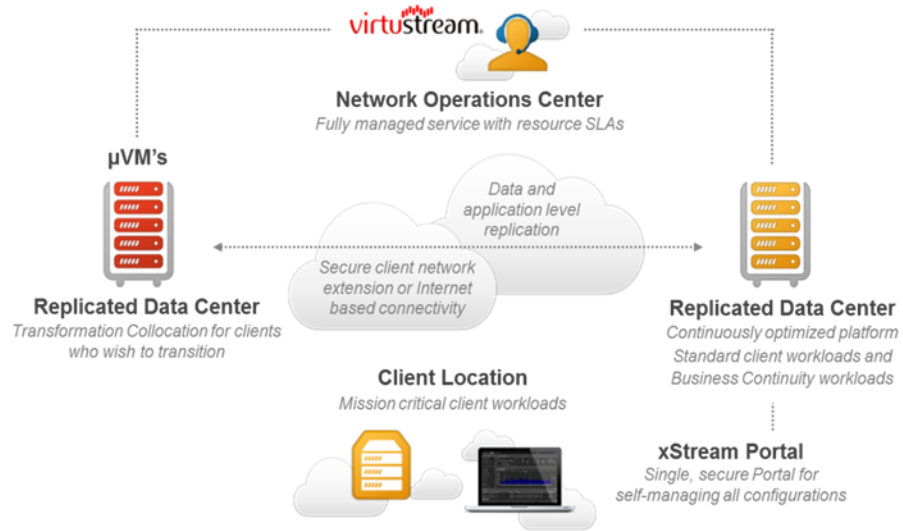 virtustream.
Network Operations Center
Fully managed service with resource SLAs
µVM's
Data and
application level
replication
Secure client network
extension or Internet
based connectivity
Replicated Data Center
Transformation Collocation for clients
who wish to transition
Replicated Data Center
Continuously optimized platform
Standard client workloads and
Business Continuity workloads
Client Location
Mission critical client workloads
xStream Portal
Single, secure Portal for
self-managing all configurations